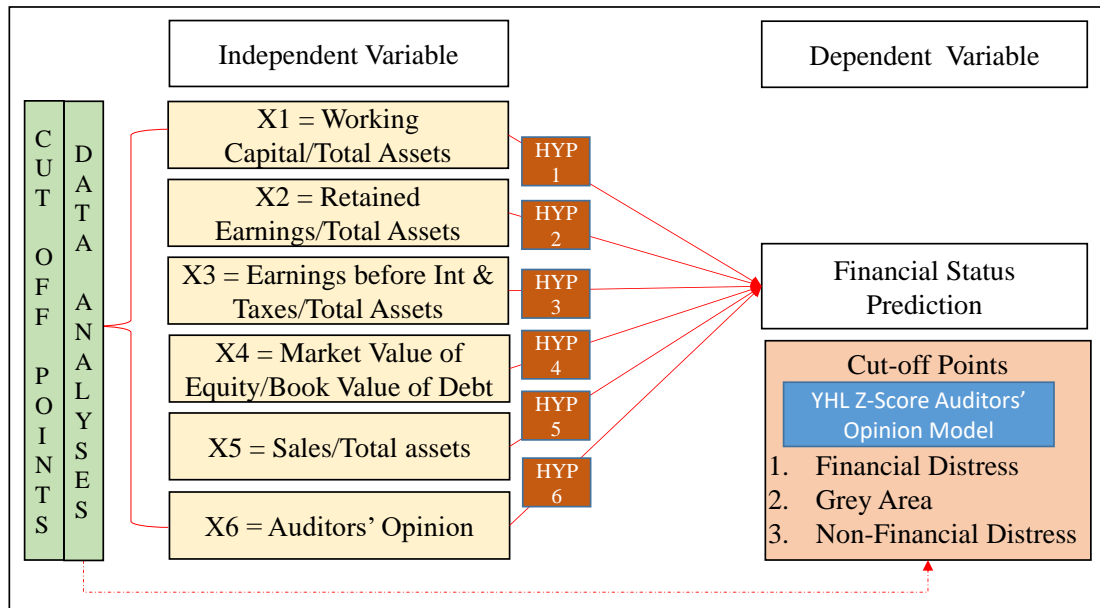 Independent Variable
Dependent Variable
CUT OFF POINTS
DATA ANALYSES
X1 = Working
Capital/Total Assets
X2 = Retained
Earnings/Total Assets
X3 = Earnings before Int &
Taxes/Total Assets
X4 = Market Value of
Equity/Book Value of Debt
X5 = Sales/Total assets
X6 = Auditors’ Opinion
HYP
1
HYP
2
HYP
3
HYP
4
HYP
5
HYP
6
Financial Status
Prediction
Cut-off Points
YHL Z-Score Auditors’
Opinion Model
1. Financial Distress
2. Grey Area
3. Non-Financial Distress